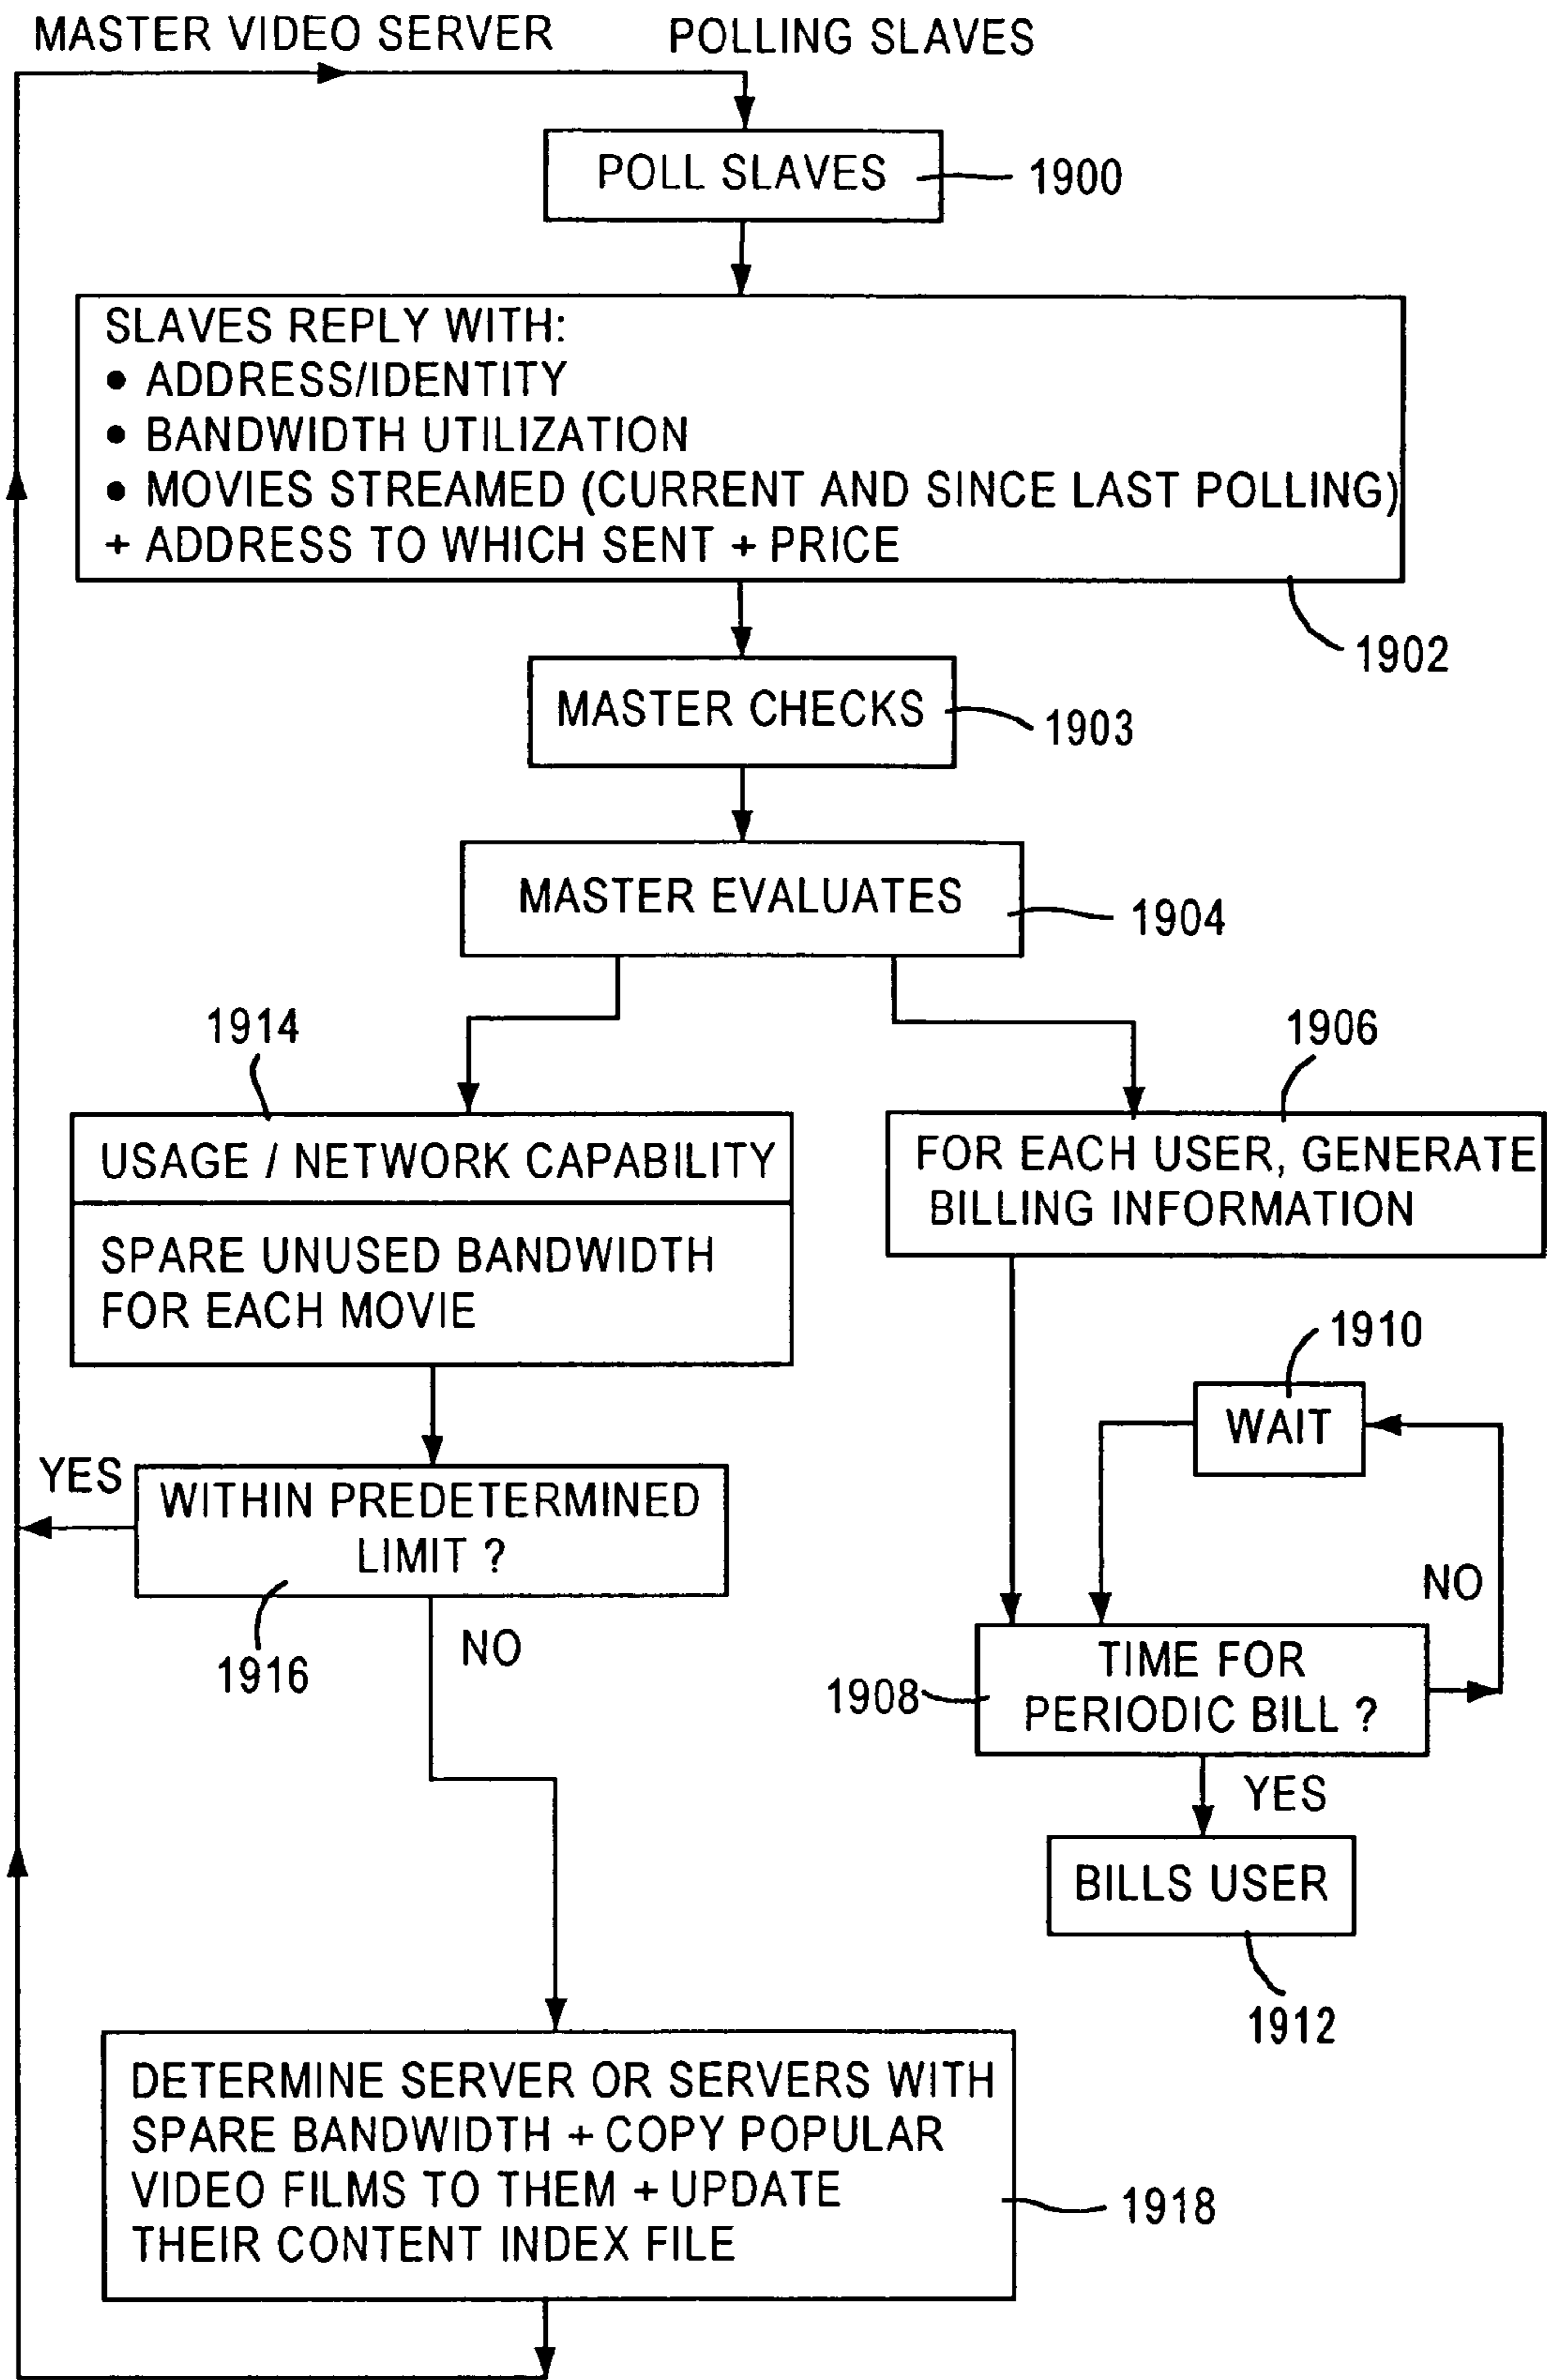 MASTER VIDEO SERVER POLLING SLAVES
POLL SLAVES
1900
SLAVES REPLY WITH:
• ADDRESS/IDENTITY
• BANDWIDTH UTILIZATION
• MOVIES STREAMED (CURRENT AND SINCE LAST POLLING)
+ ADDRESS TO WHICH SENT + PRICE
1902
MASTER CHECKS
1903
MASTER EVALUATES
1904
1914
USAGE / NETWORK CAPABILITY
SPARE UNUSED BANDWIDTH
FOR EACH MOVIE
1906
FOR EACH USER, GENERATE
BILLING INFORMATION
1910
WAIT
YES
WITHIN PREDETERMINED
LIMIT ?
1916
NO
NO
TIME FOR
PERIODIC BILL ?
1908
YES
BILLS USER
1912
DETERMINE SERVER OR SERVERS WITH
SPARE BANDWIDTH + COPY POPULAR
VIDEO FILMS TO THEM + UPDATE
THEIR CONTENT INDEX FILE
1918